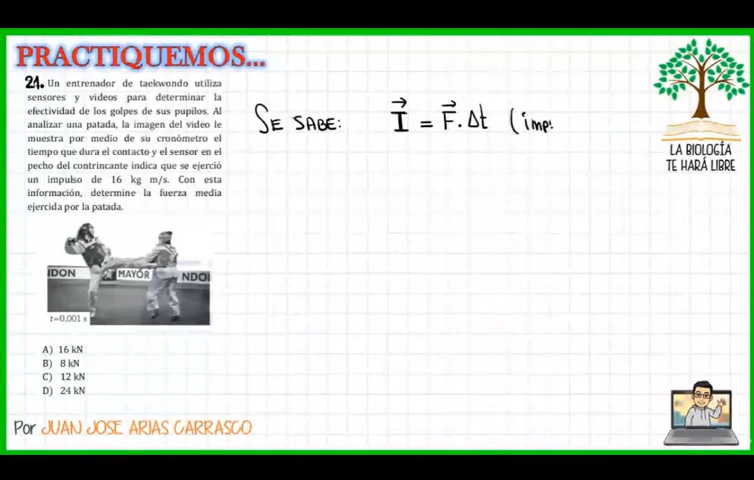 PRACTIQUEMOS...
21. Un entrenador de taekwondo utiliza
sensores y videos para determinar la
efectividad de los golpes de sus pupilos. Al
analizar una patada, la imagen del video le
muestra por medio de su cronómetro el
tiempo que dura el contacto y el sensor en el
pecho del contrincante indica que se ejerció
un impulso de 16 kg m/s. Con esta
información, determine la fuerza media
ejercida por la patada.
SE SABE: I = F. Δt (imp
IDON MAYOR NDOI
t=0.001 s
A) 16 kN
B) 8 kN
C) 12 kN
D) 24 kN
Por JUAN JOSE ARIAS CARRASCO
LA BIOLOGÍA
TE HARÁ LIBRE